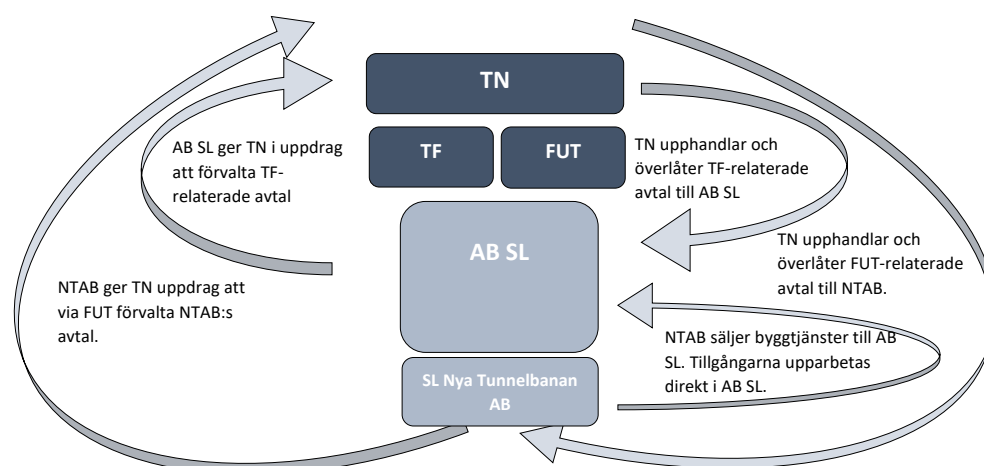 TN
TF
FUT
AB SL ger TN i uppdrag
att förvalta TF-
relaterade avtal
TN upphandlar och
överlåter TF-relaterade
avtal till AB SL
AB SL
TN upphandlar och
överlåter FUT-relaterade
avtal till NTAB.
NTAB ger TN uppdrag att
via FUT förvalta NTAB:s
avtal.
NTAB säljer byggtjänster till AB
SL. Tillgångarna upparbetas
direkt i AB SL.
SL Nya Tunnelbanan
AB